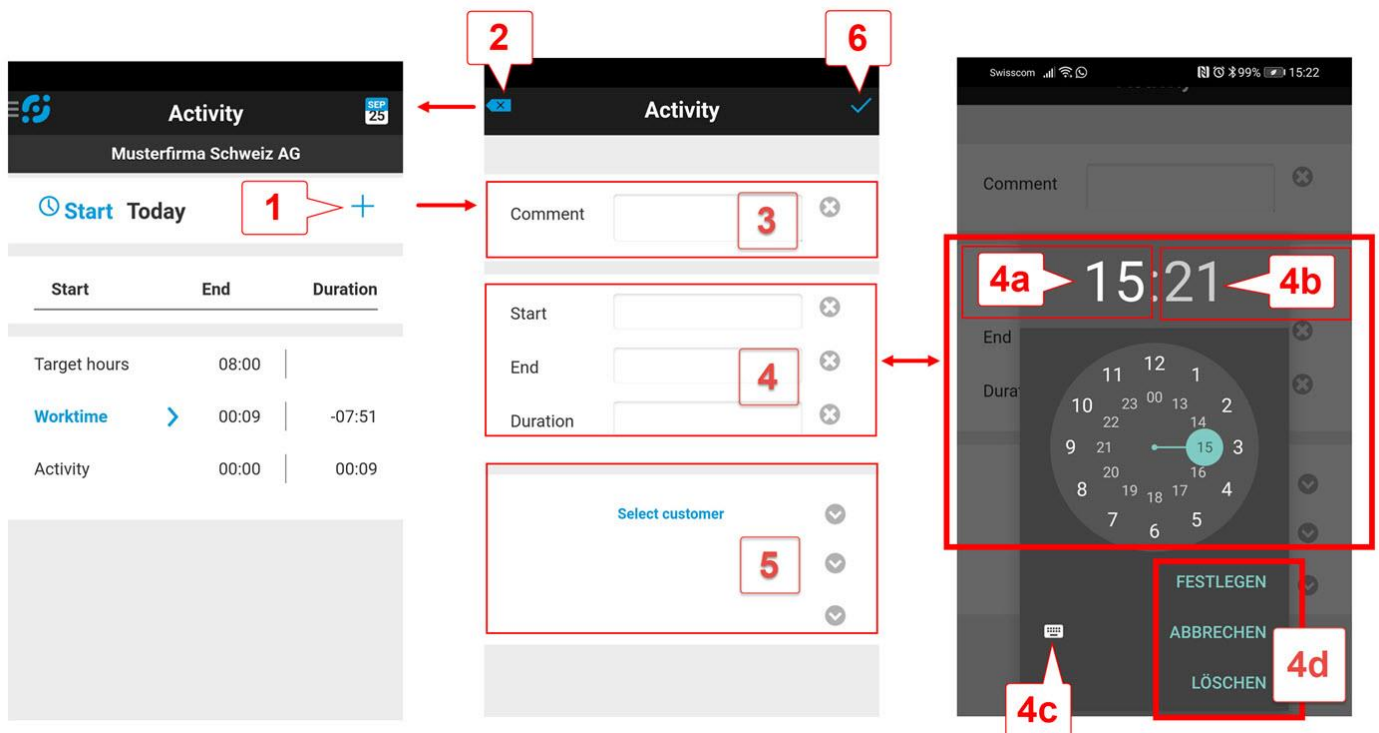 2
6
Activity
SEP
25
Musterfirma Schweiz AG
Start Today
1
Start End Duration
Target hours 08:00
Worktime 00:09 -07:51
Activity 00:00 00:09
Activity
Comment
3
Start
End
4
Duration
Select customer
5
Swisscom 99% 15:22
Comment
4a
15:21
4b
End
12
11 1
00
23 13
10 2
22 14
9 21 15 3
20 16
8 4
19 17
18
7 5
6
FESTLEGEN
ABBRECHEN
LÖSCHEN
4d
4c